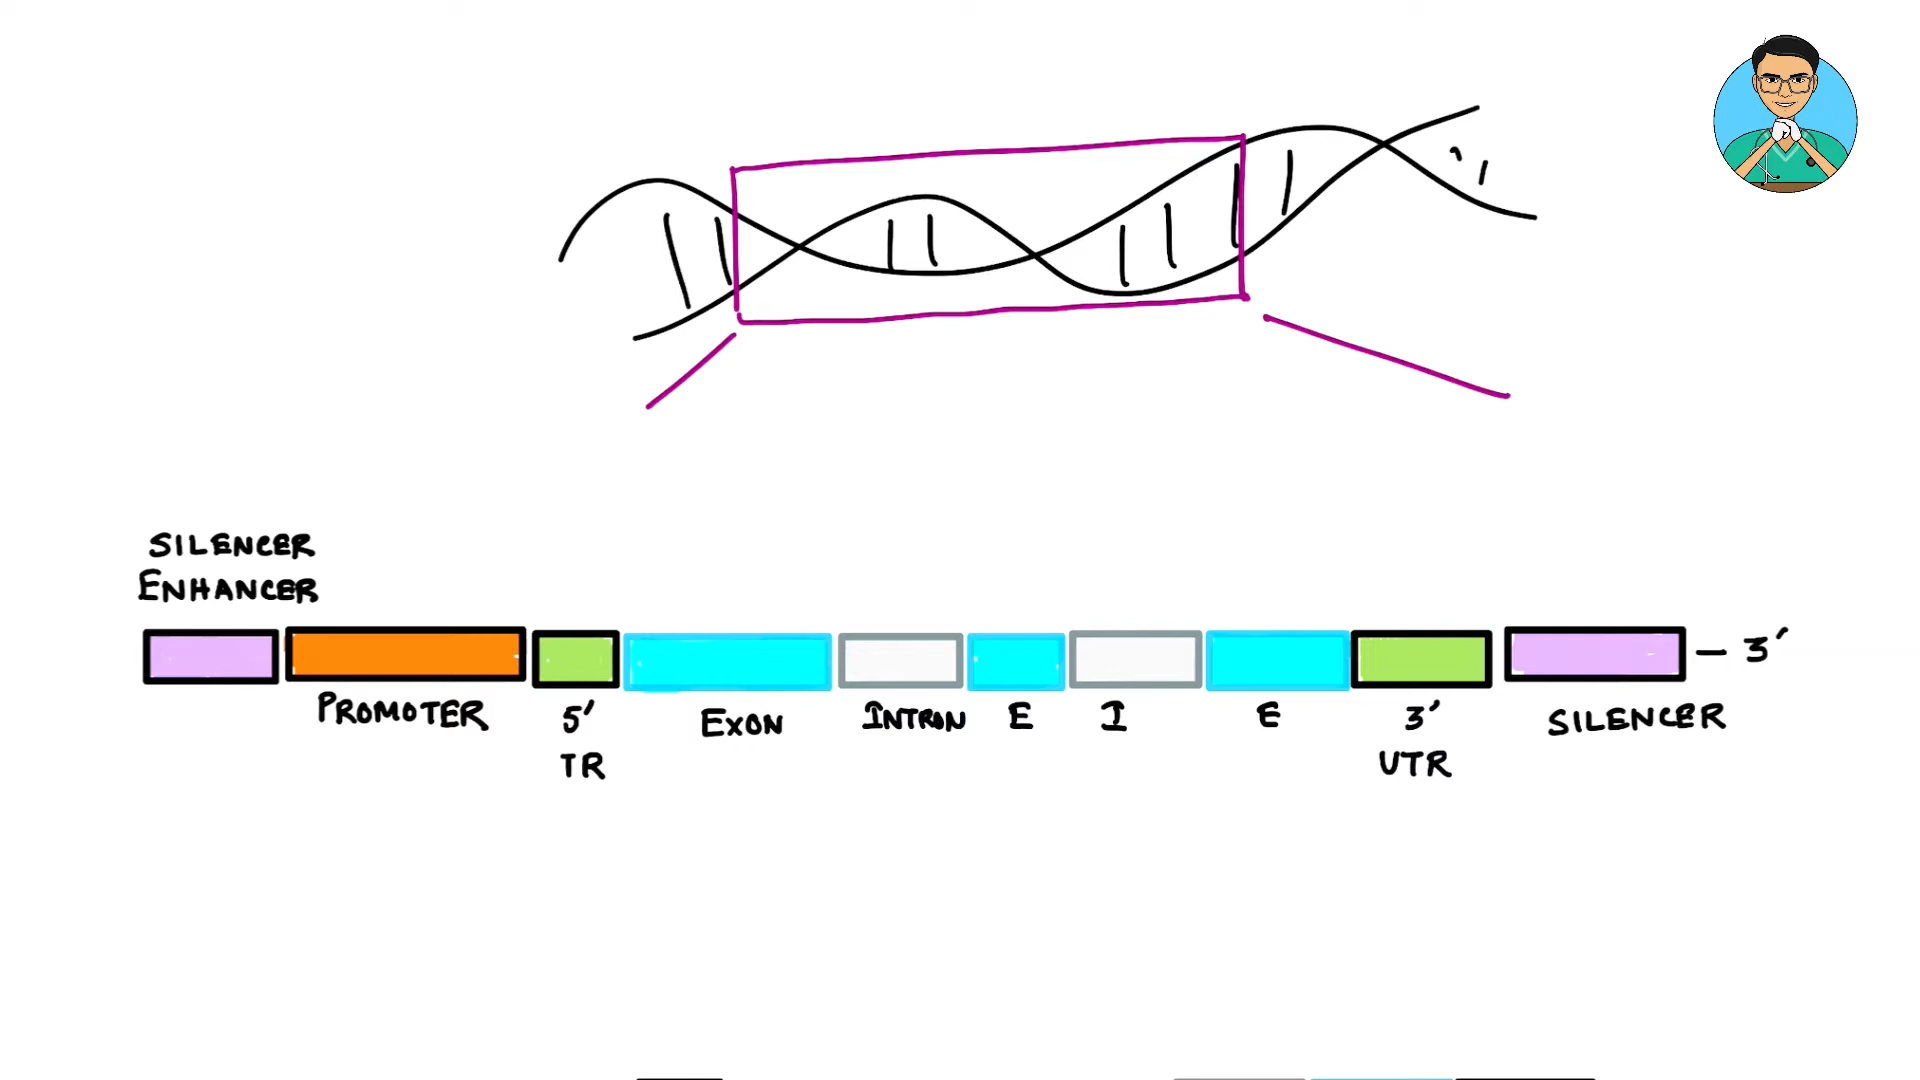 SILENCER
ENHANCER
– 3'
PROMOTER
5'
TR
EXON
INTRON
E
I
E
3'
UTR
SILENCER